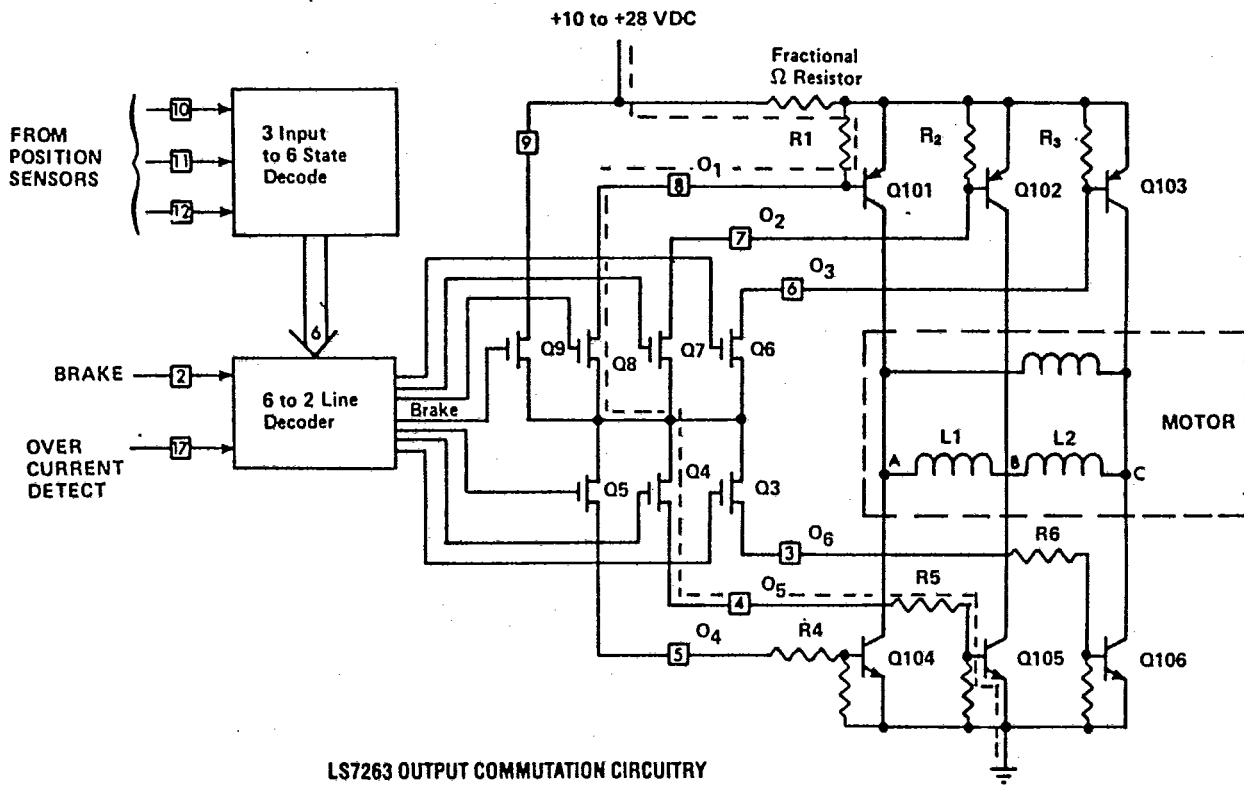 +10 to +28 VDC
Fractional
Ω Resistor
FROM
POSITION
SENSORS
10
11
12
3 Input
to 6 State
Decode
6
BRAKE
2
OVER
CURRENT
DETECT
17
6 to 2 Line
Decoder
Brake
9
8
O1
7
O2
6
O3
R1
R2
R3
Q101
Q102
Q103
Q9
Q8
Q7
Q6
Q5
Q4
Q3
MOTOR
A
L1
B
L2
C
3
O6
R6
4
O5
R5
5
O4
R4
Q104
Q105
Q106
LS7263 OUTPUT COMMUTATION CIRCUITRY